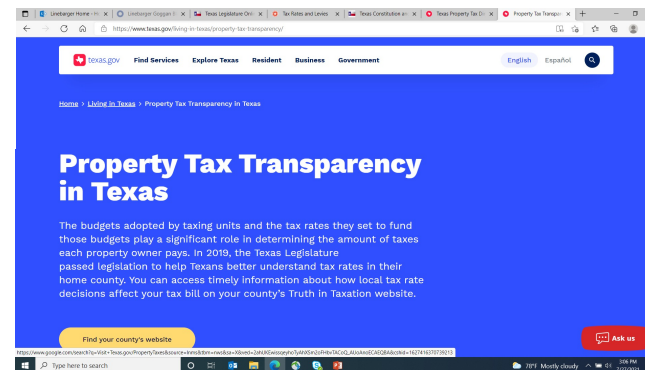 Linebarger Home - Ho
Linebarger Goggan B
Texas Legislature Onli
Tax Rates and Levies
Texas Constitution an
Texas Property Tax Di
Property Tax Transpar
https://www.texas.gov/living-in-texas/property-tax-transparency/
texas.gov Find Services Explore Texas Resident Business Government English Español
Home > Living in Texas > Property Tax Transparency in Texas
Property Tax Transparency
in Texas
The budgets adopted by taxing units and the tax rates they set to fund
those budgets play a significant role in determining the amount of taxes
each property owner pays. In 2019, the Texas Legislature
passed legislation to help Texans better understand tax rates in their
home county. You can access timely information about how local tax rate
decisions affect your tax bill on your county's Truth in Taxation website.
Find your county's website
Ask us
Type here to search
78°F Mostly cloudy
3:06 PM